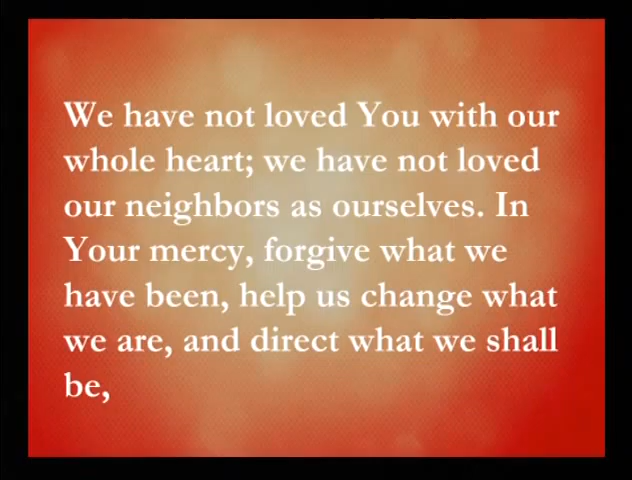 We have not loved You with our
whole heart; we have not loved
our neighbors as ourselves. In
Your mercy, forgive what we
have been, help us change what
we are, and direct what we shall
be,